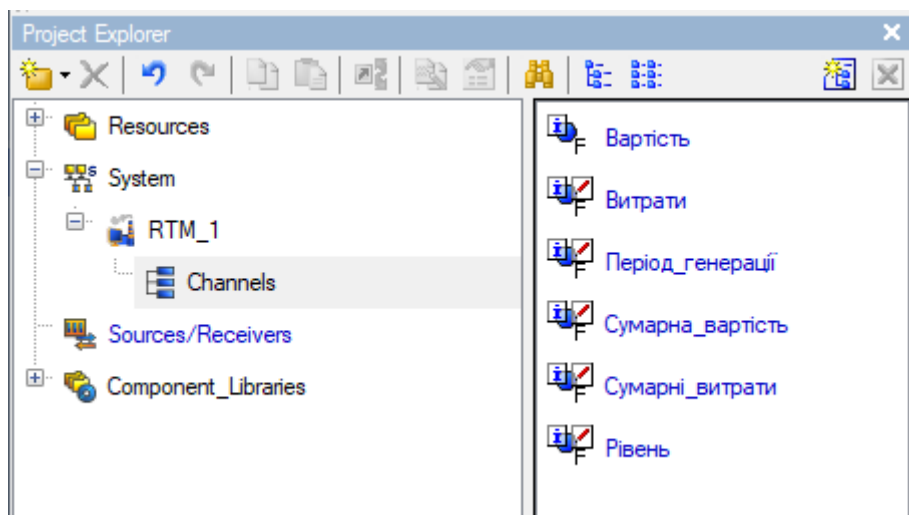 Project Explorer
Resources
System
RTM_1
Channels
Sources/Receivers
Component_Libraries
Вартість
Витрати
Період_генерації
Сумарна_вартість
Сумарні_витрати
Рівень